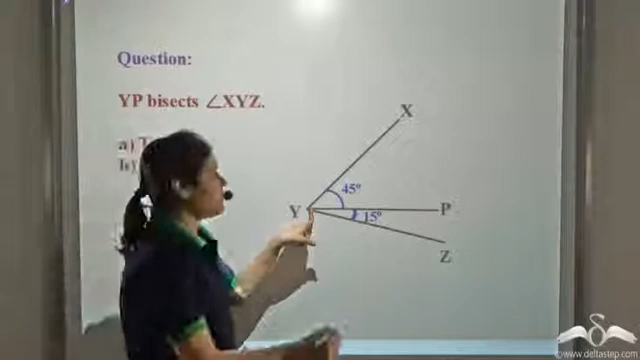 Question:
YP bisects ∠XYZ.
a) T
b)
X
45°
Y
P
15°
Z
©www.deltastep.com